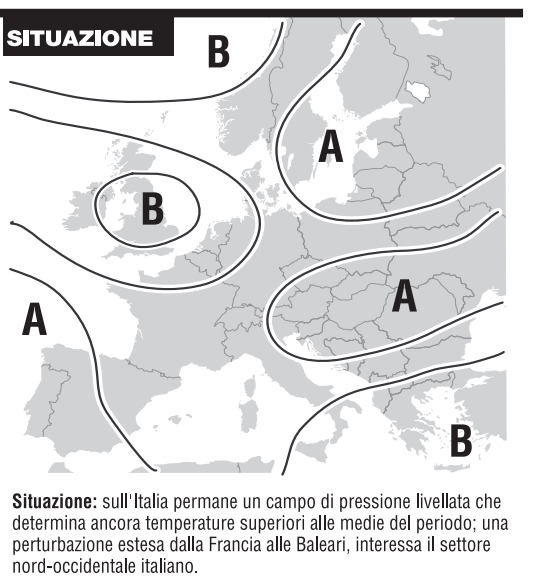 SITUAZIONE
B
A
B
A
A
B
Situazione: sull'Italia permane un campo di pressione livellata che
determina ancora temperature superiori alle medie del periodo; una
perturbazione estesa dalla Francia alle Baleari, interessa il settore
nord-occidentale italiano.